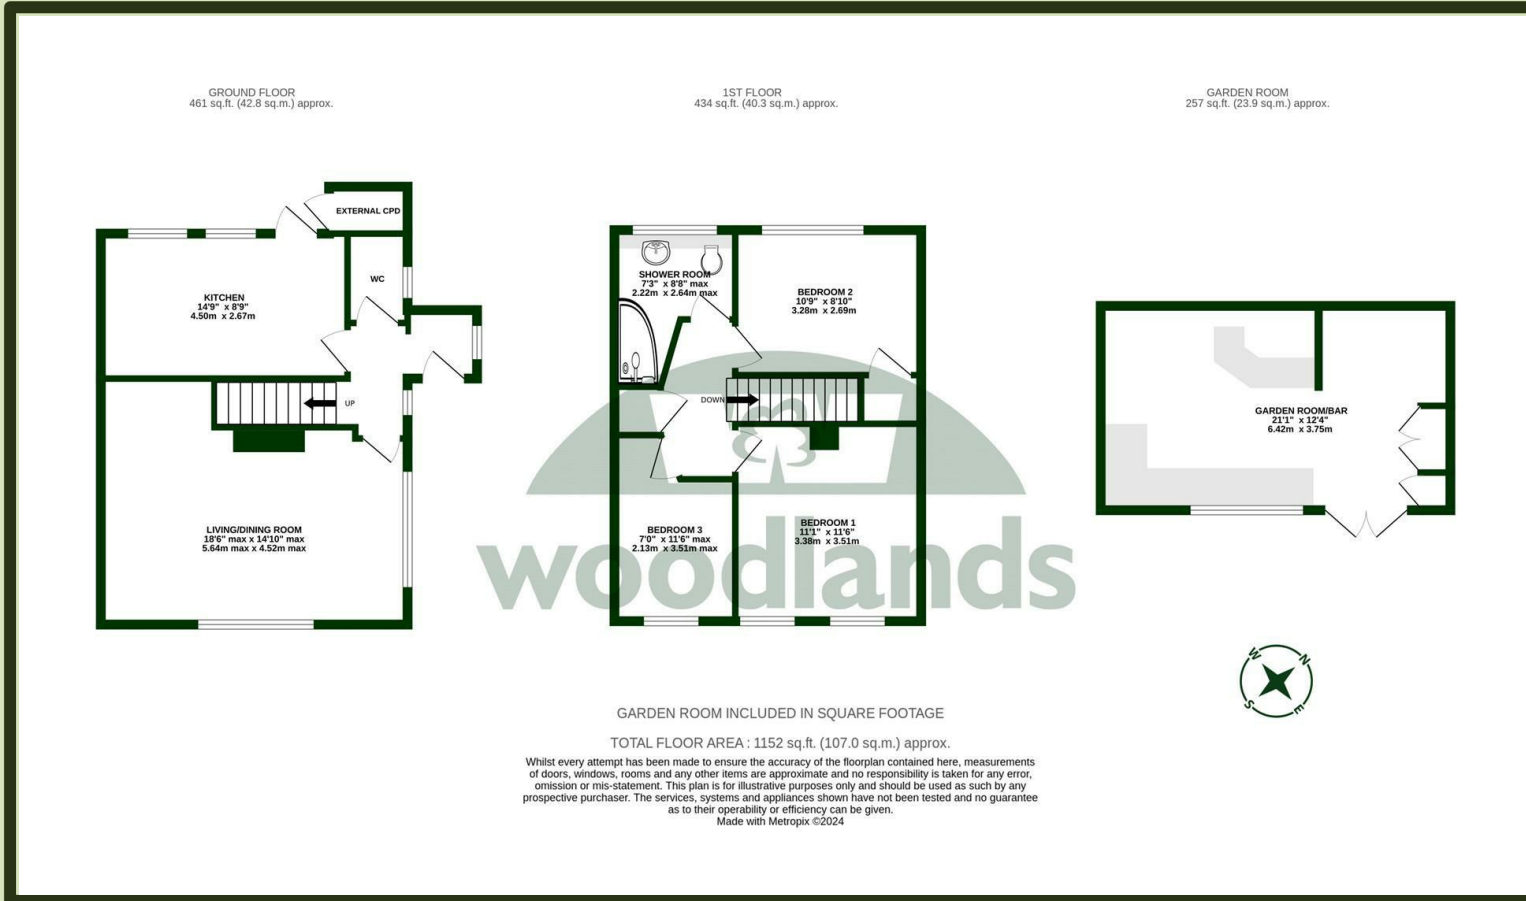 GROUND FLOOR
461 sq.ft. (42.8 sq.m.) approx.
EXTERNAL CPD
WC
KITCHEN
14'9" x 8'9"
4.50m x 2.67m
UP
LIVING/DINING ROOM
18'6" max x 14'10" max
5.64m max x 4.52m max
1ST FLOOR
434 sq.ft. (40.3 sq.m.) approx.
SHOWER ROOM
7'3" x 8'8" max
2.22m x 2.64m max
BEDROOM 2
10'9" x 8'10"
3.28m x 2.69m
DOWN
BEDROOM 3
7'0" x 11'6" max
2.13m x 3.51m max
BEDROOM 1
11'1" x 11'6"
3.38m x 3.51m
woodlands
GARDEN ROOM
257 sq.ft. (23.9 sq.m.) approx.
GARDEN ROOM/BAR
21'1" x 12'4"
6.42m x 3.75m
W N
S E
GARDEN ROOM INCLUDED IN SQUARE FOOTAGE
TOTAL FLOOR AREA : 1152 sq.ft. (107.0 sq.m.) approx.
Whilst every attempt has been made to ensure the accuracy of the floorplan contained here, measurements
of doors, windows, rooms and any other items are approximate and no responsibility is taken for any error,
omission or mis-statement. This plan is for illustrative purposes only and should be used as such by any
prospective purchaser. The services, systems and appliances shown have not been tested and no guarantee
as to their operability or efficiency can be given.
Made with Metropix ©2024